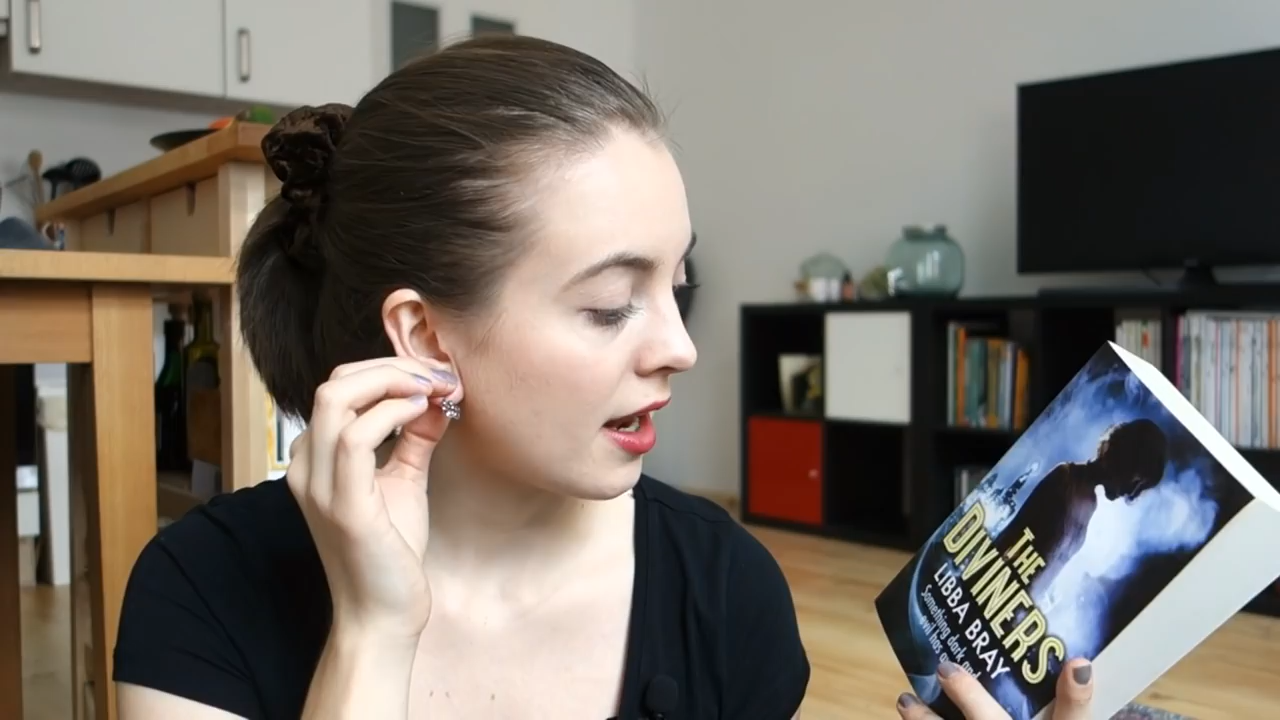 THE
DIVINERS
LIBBA BRAY
Something dark and
evil has